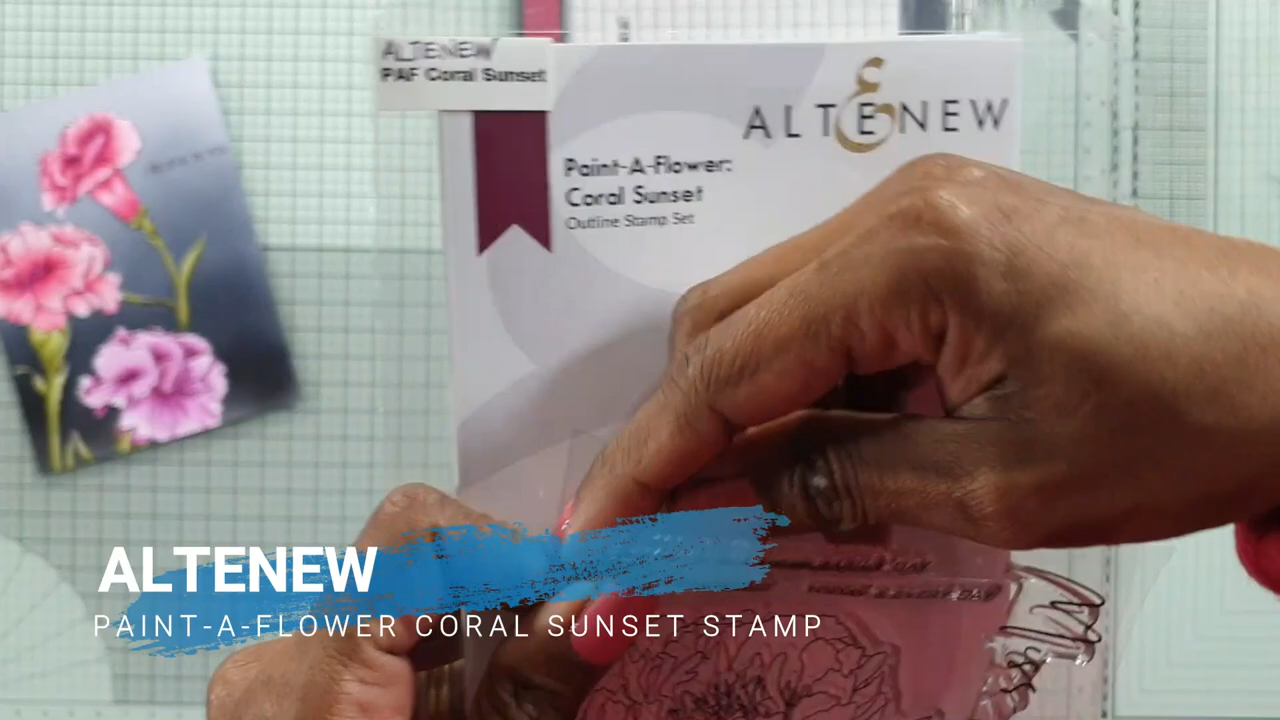 ALTENEW
PAF Coral Sunset
ALTENEW
Paint-A-Flower:
Coral Sunset
Outline Stamp Set
ALTENEW
PAINT-A-FLOWER CORAL SUNSET STAMP